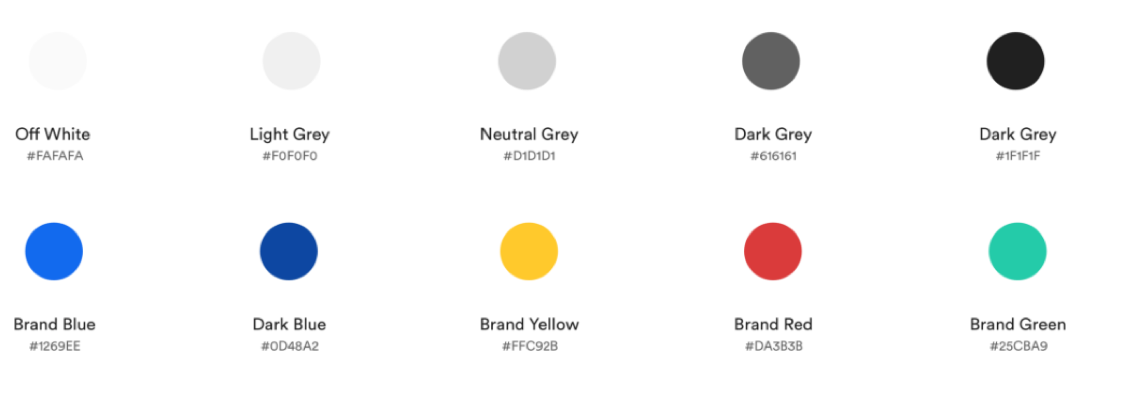 Off White
#FAFAFA
Light Grey
#F0F0F0
Neutral Grey
#D1D1D1
Dark Grey
#616161
Dark Grey
#1F1F1F
Brand Blue
#1269EE
Dark Blue
#0D48A2
Brand Yellow
#FFC92B
Brand Red
#DA3B3B
Brand Green
#25CBA9